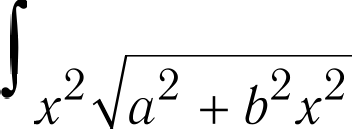 ∫ x²√(a² + b²x²)